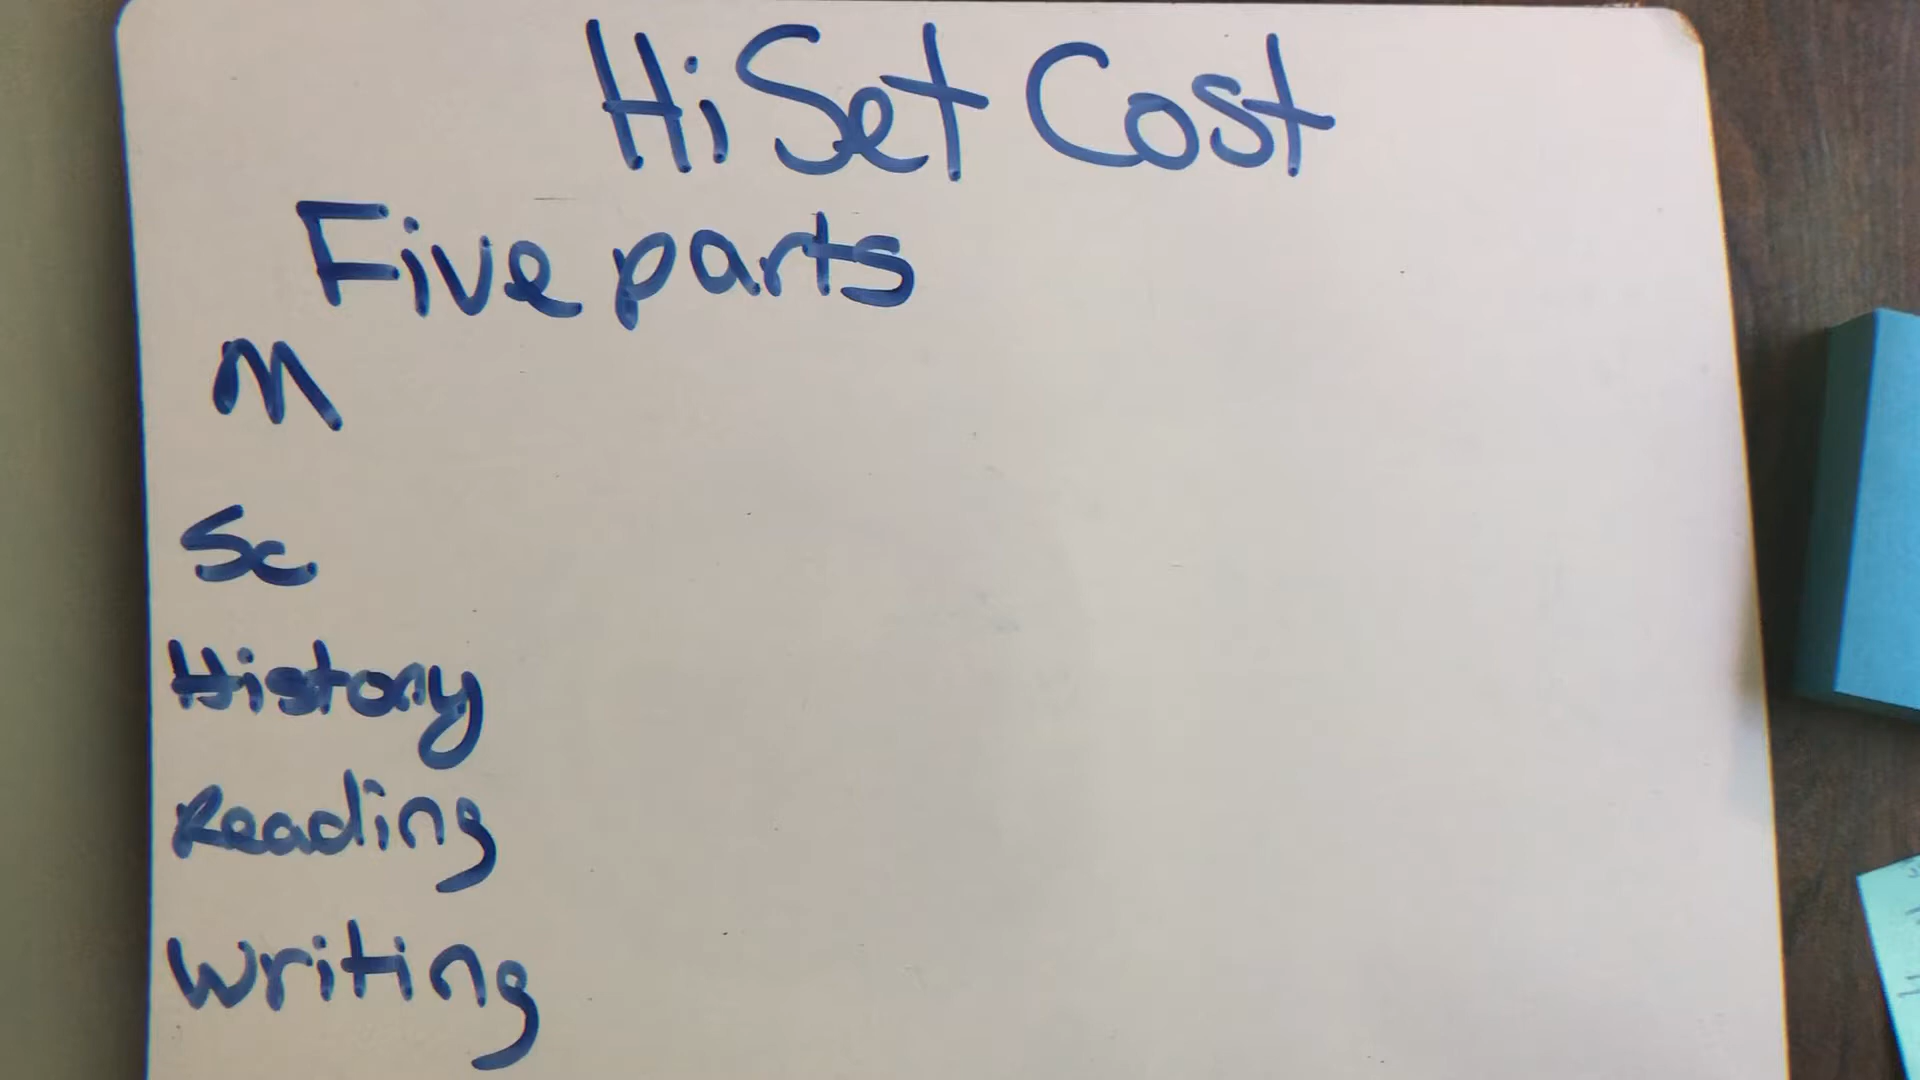 HiSet Cost
Five parts
M
Sc
History
Reading
Writing